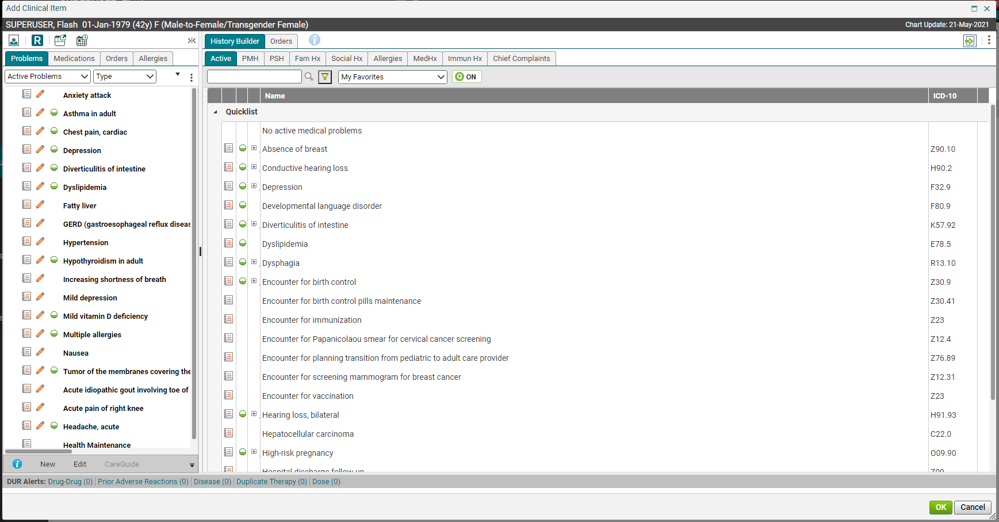 Add Clinical Item
SUPERUSER, Flash 01-Jan-1979 (42y) F (Male-to-Female/Transgender Female)
Chart Update: 21-May-2021
R
History Builder
Orders
Problems
Medications
Orders
Allergies
Active
PMH
PSH
Fam Hx
Social Hx
Allergies
MedHx
Immun Hx
Chief Complaints
Active Problems
Type
My Favorites
Q ON
Anxiety attack
Asthma in adult
Chest pain, cardiac
Depression
Diverticulitis of intestine
Dyslipidemia
Fatty liver
GERD (gastroesophageal reflux diseas
Hypertension
Hypothyroidism in adult
Increasing shortness of breath
Mild depression
Mild vitamin D deficiency
Multiple allergies
Nausea
Tumor of the membranes covering the
Acute idiopathic gout involving toe of
Acute pain of right knee
Headache, acute
Health Maintenance
New
Edit
CareGuide
Name
ICD-10
Quicklist
No active medical problems
Absence of breast Z90.10
Conductive hearing loss H90.2
Depression F32.9
Developmental language disorder F80.9
Diverticulitis of intestine K57.92
Dyslipidemia E78.5
Dysphagia R13.10
Encounter for birth control Z30.9
Encounter for birth control pills maintenance Z30.41
Encounter for immunization Z23
Encounter for Papanicolaou smear for cervical cancer screening Z12.4
Encounter for planning transition from pediatric to adult care provider Z76.89
Encounter for screening mammogram for breast cancer Z12.31
Encounter for vaccination Z23
Hearing loss, bilateral H91.93
Hepatocellular carcinoma C22.0
High-risk pregnancy O09.90
Hospital discharge follow-up Z09
DUR Alerts: Drug-Drug (0) Prior Adverse Reactions (0) Disease (0) Duplicate Therapy (0) Dose (0)
OK
Cancel